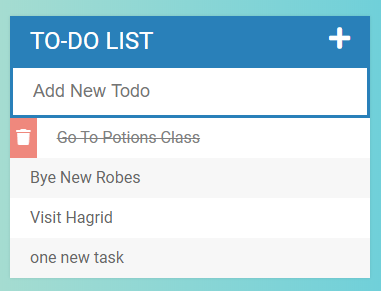 TO-DO LIST
Add New Todo
Go To Potions Class
Bye New Robes
Visit Hagrid
one new task